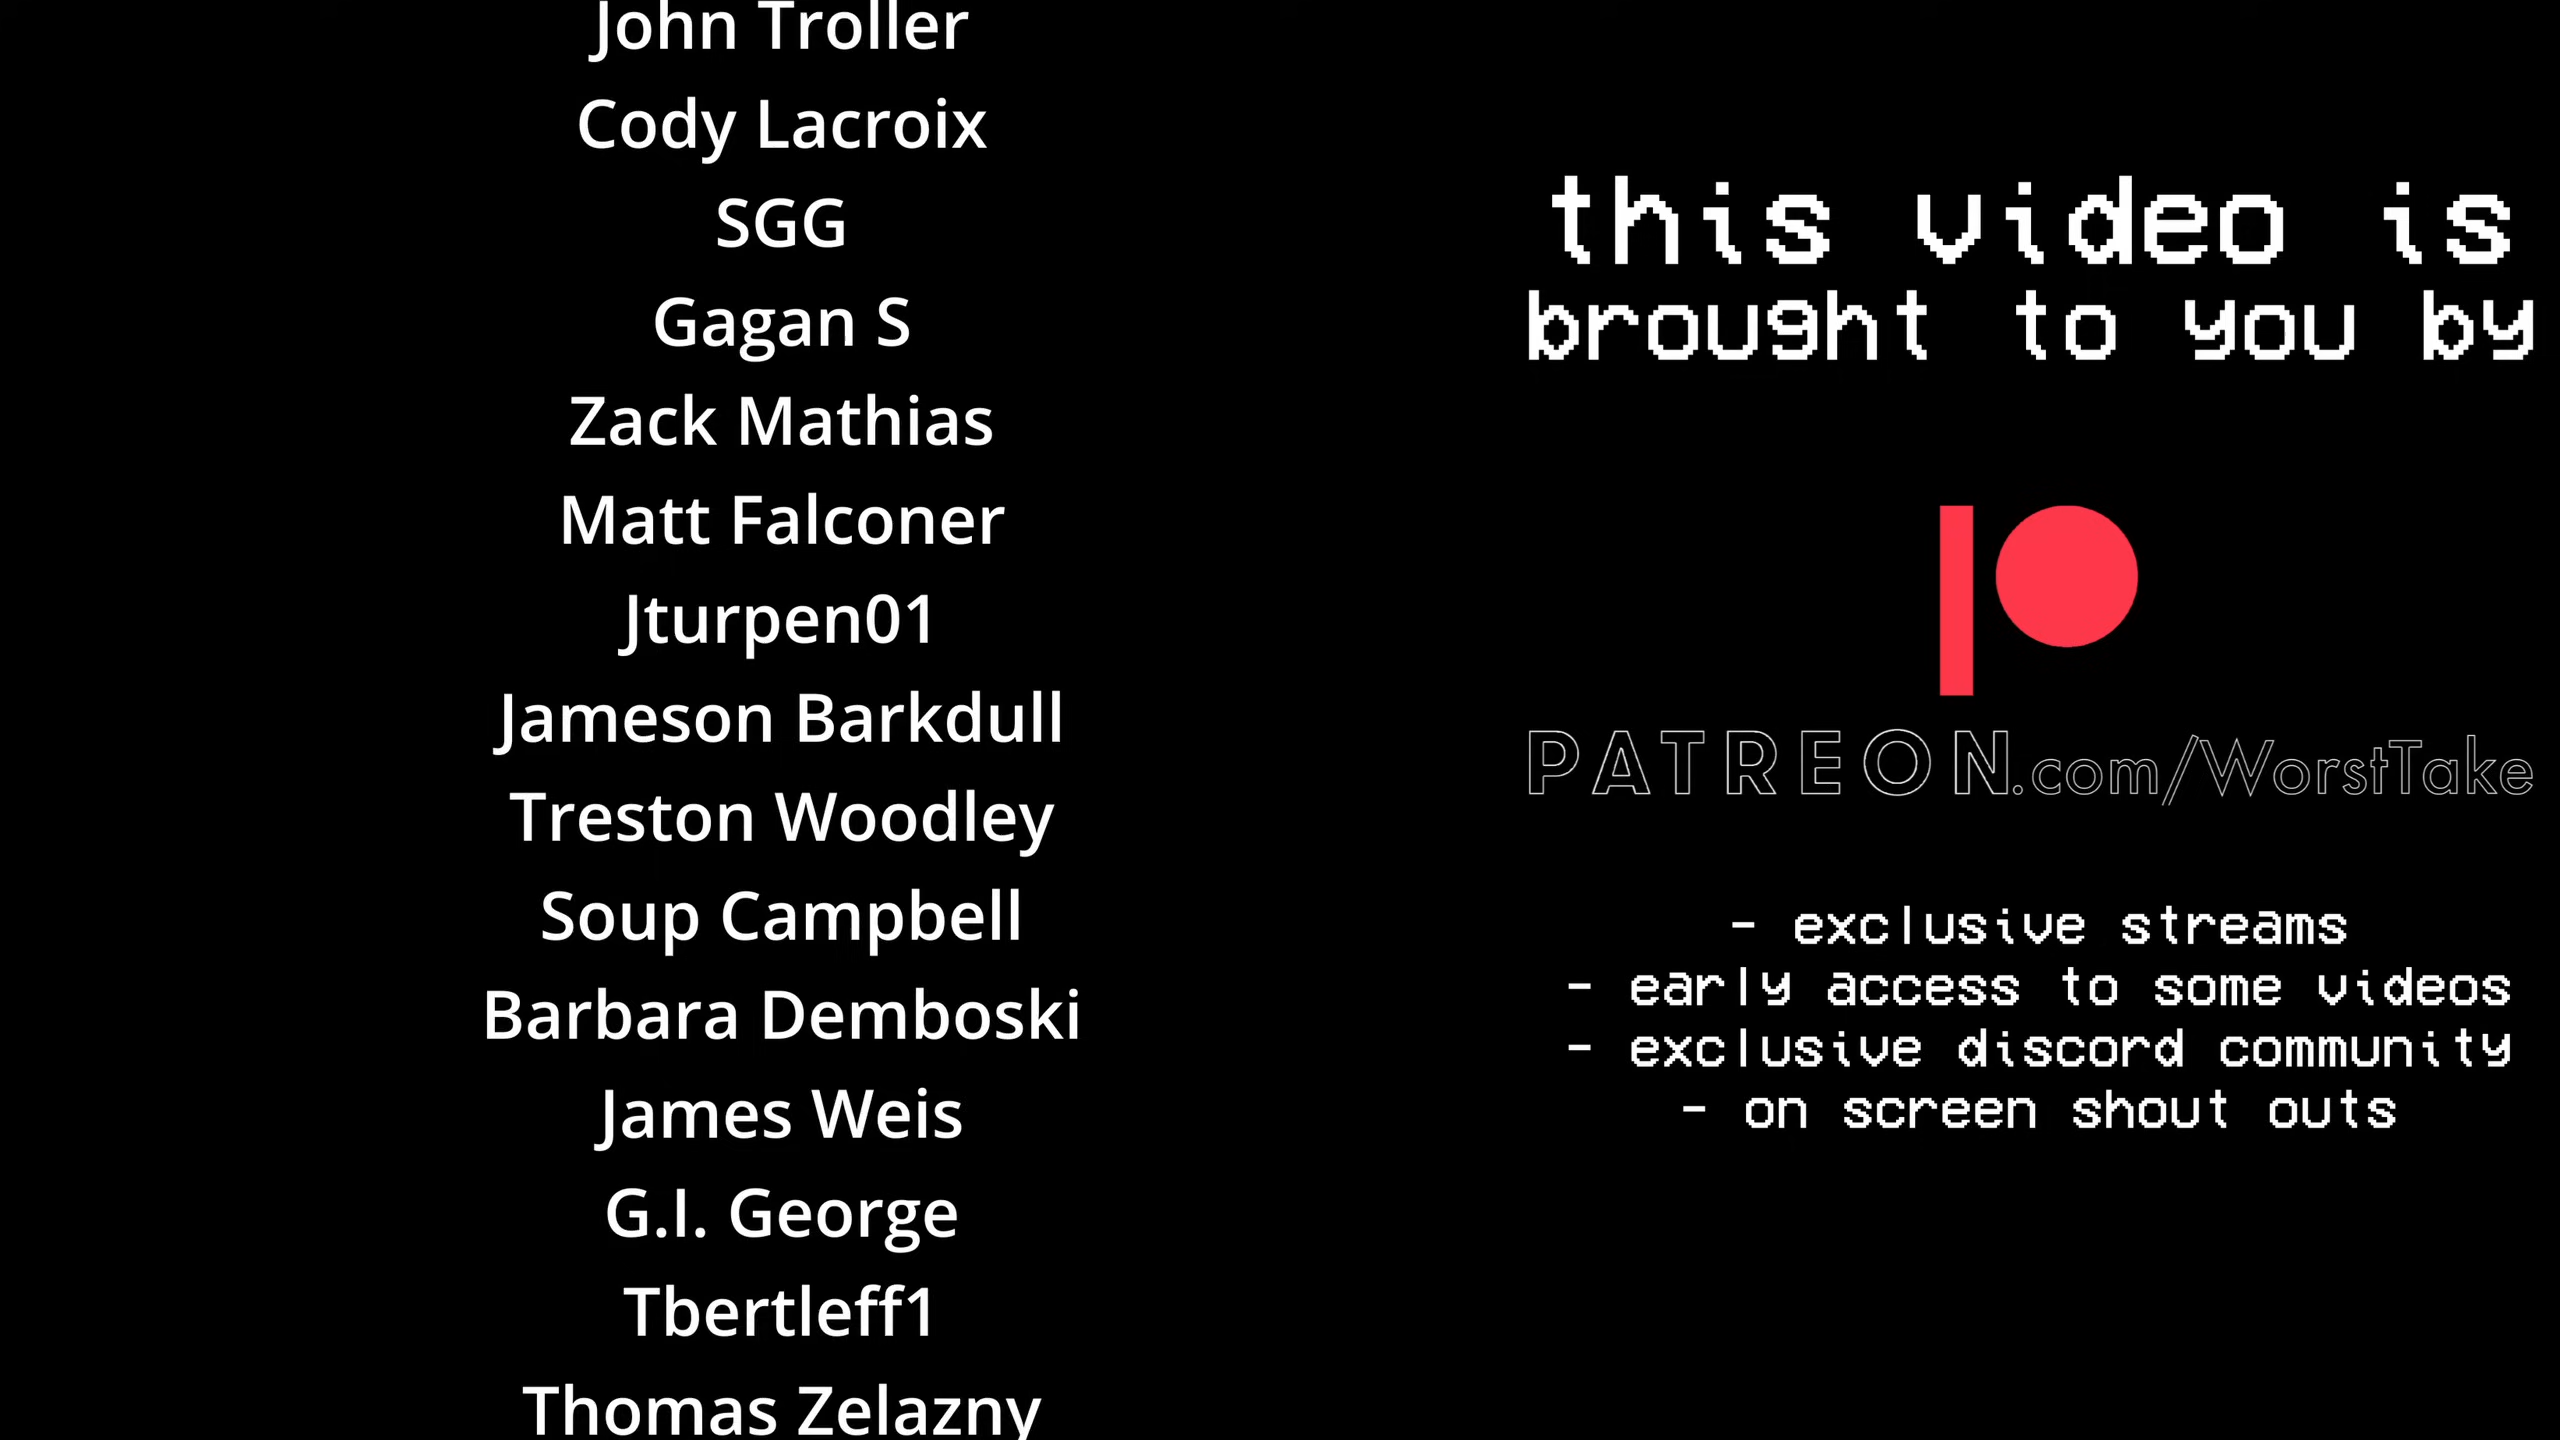 John Troller
Cody Lacroix
SGG
Gagan S
Zack Mathias
Matt Falconer
Jturpen01
Jameson Barkdull
Treston Woodley
Soup Campbell
Barbara Demboski
James Weis
G.I. George
Tbertleff1
Thomas Zelazny
this video is
brought to you by
PATREON.com/WorstTake
- exclusive streams
- early access to some videos
- exclusive discord community
- on screen shout outs